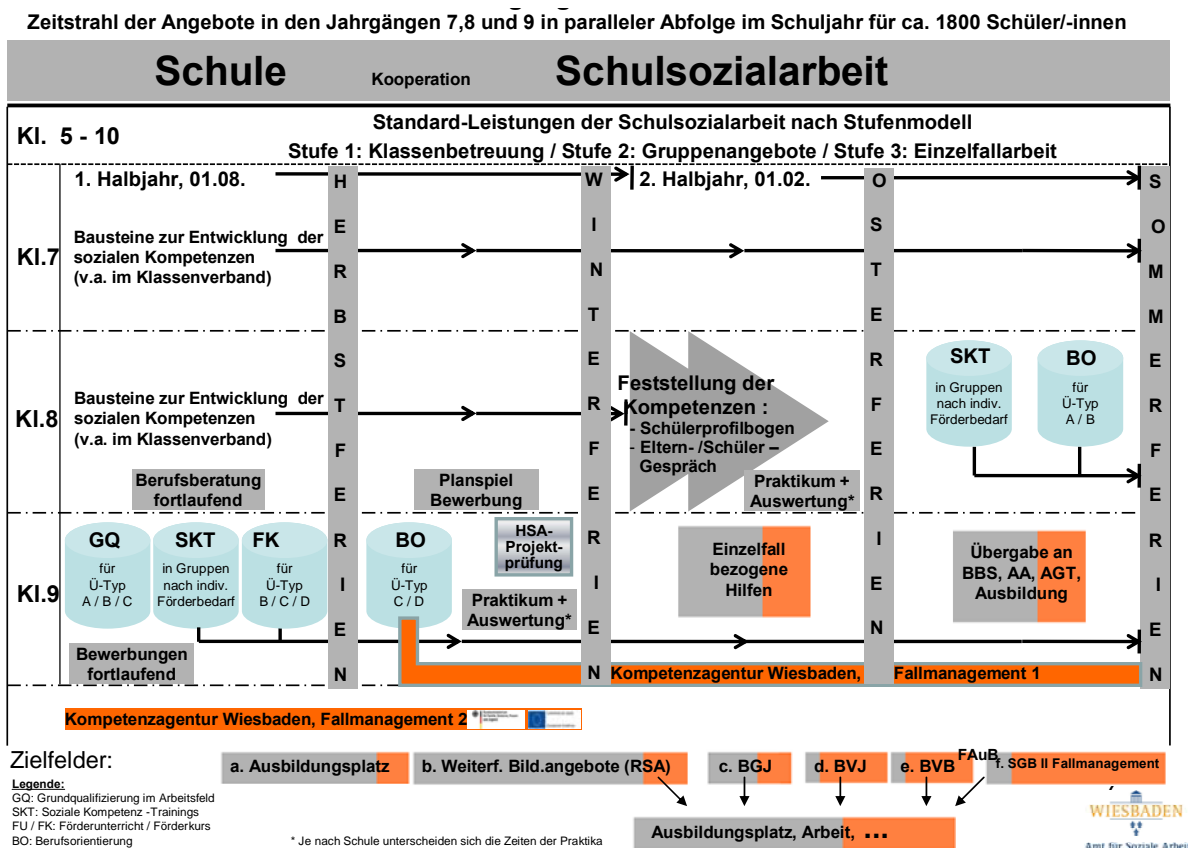 Zeitstrahl der Angebote in den Jahrgängen 7,8 und 9 in paralleler Abfolge im Schuljahr für ca. 1800 Schüler/-innen
Schule Kooperation Schulsozialarbeit
Kl. 5 - 10
Standard-Leistungen der Schulsozialarbeit nach Stufenmodell
Stufe 1: Klassenbetreuung / Stufe 2: Gruppenangebote / Stufe 3: Einzelfallarbeit
1. Halbjahr, 01.08.
2. Halbjahr, 01.02.
HERBSTFERIEN
WINTERFERIEN
OSTERFERIEN
SOMMERFERIEN
Kl.7
Bausteine zur Entwicklung der
sozialen Kompetenzen
(v.a. im Klassenverband)
Kl.8
Bausteine zur Entwicklung der
sozialen Kompetenzen
(v.a. im Klassenverband)
Feststellung der
Kompetenzen :
- Schülerprofilbogen
- Eltern- /Schüler –
Gespräch
SKT
in Gruppen
nach indiv.
Förderbedarf
BO
für
Ü-Typ
A / B
Berufsberatung
fortlaufend
Planspiel
Bewerbung
Praktikum +
Auswertung*
Kl.9
GQ
für
Ü-Typ
A / B / C
SKT
in Gruppen
nach indiv.
Förderbedarf
FK
für
Ü-Typ
B / C / D
BO
für
Ü-Typ
C / D
HSA-
Projekt-
prüfung
Praktikum +
Auswertung*
Einzelfall
bezogene
Hilfen
Übergabe an
BBS, AA, AGT,
Ausbildung
Bewerbungen
fortlaufend
Kompetenzagentur Wiesbaden, Fallmanagement 1
Kompetenzagentur Wiesbaden, Fallmanagement 2
Zielfelder:
a. Ausbildungsplatz
b. Weiterf. Bild.angebote (RSA)
c. BGJ
d. BVJ
e. BVB
FAuB
f. SGB II Fallmanagement
Ausbildungsplatz, Arbeit, ...
Legende:
GQ: Grundqualifizierung im Arbeitsfeld
SKT: Soziale Kompetenz -Trainings
FU / FK: Förderunterricht / Förderkurs
BO: Berufsorientierung
* Je nach Schule unterscheiden sich die Zeiten der Praktika
WIESBADEN
Amt für Soziale Arbei